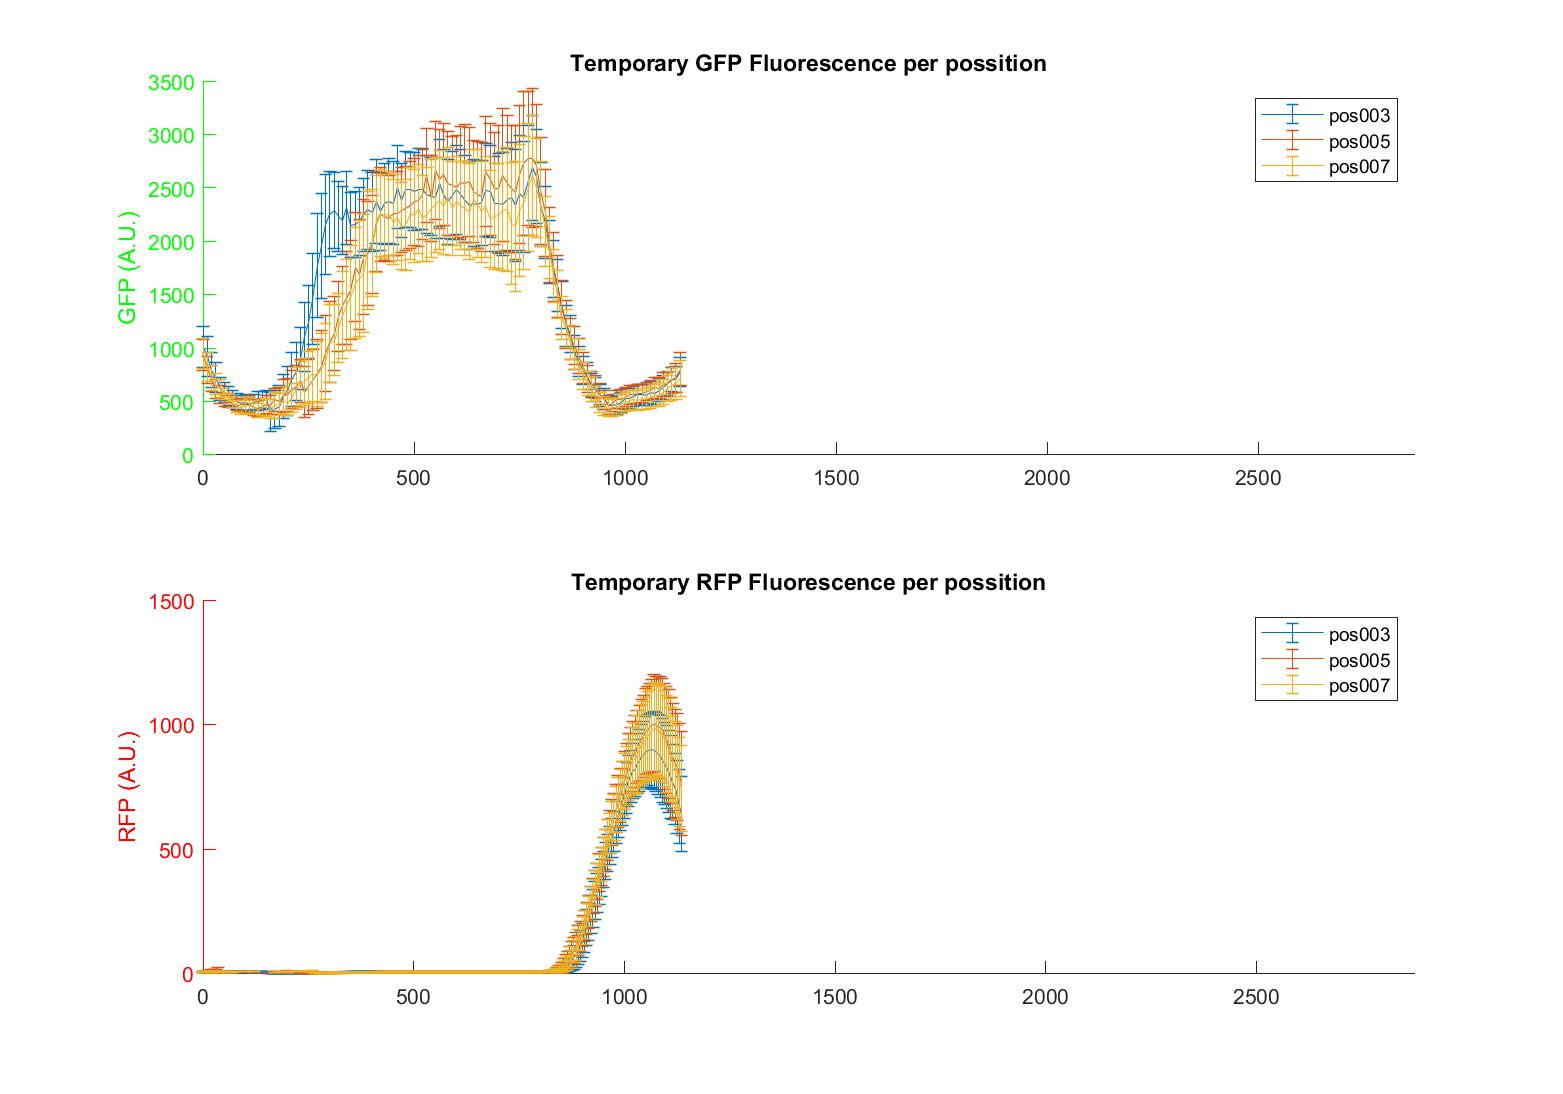 Temporary GFP Fluorescence per possition
3500
3000
2500
2000
1500
1000
500
0
GFP (A.U.)
0 500 1000 1500 2000 2500
pos003
pos005
pos007
Temporary RFP Fluorescence per possition
1500
1000
500
0
RFP (A.U.)
0 500 1000 1500 2000 2500
pos003
pos005
pos007